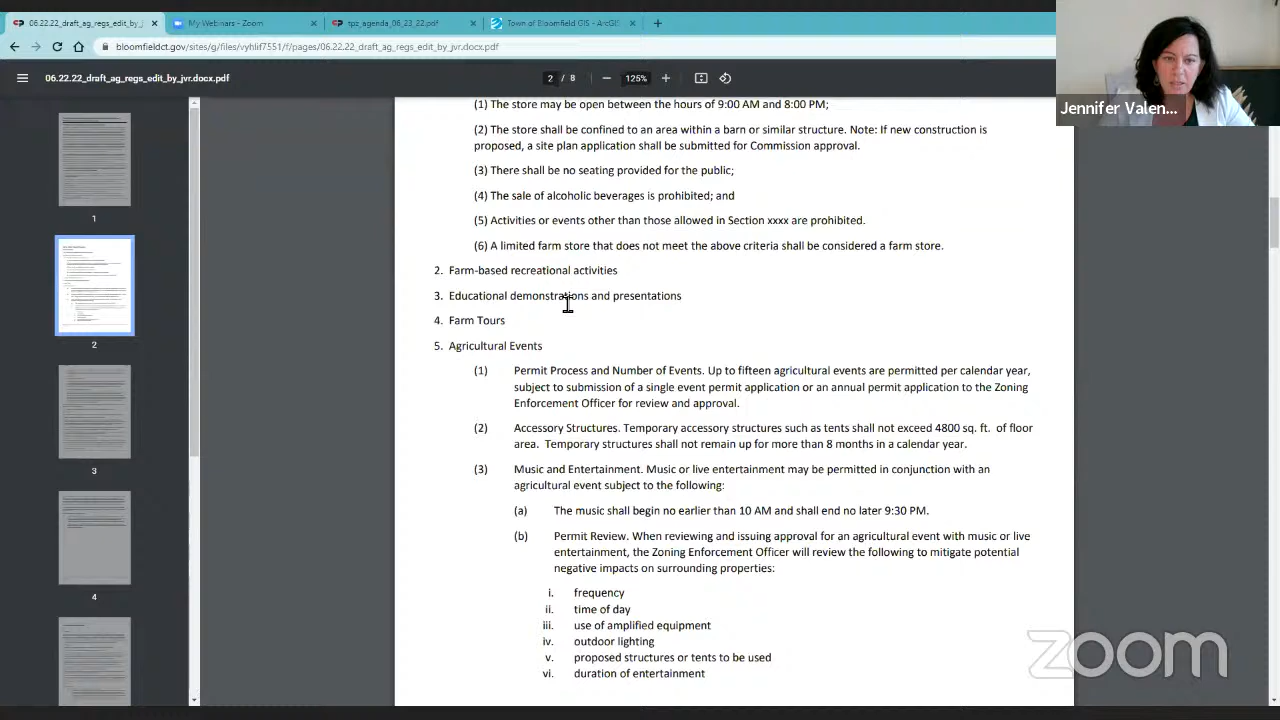 06.22.22_draft_ag_regs_edit_by_j
My Webinars - Zoom
tpz_agenda_06_23_22.pdf
Town of Bloomfield GIS - ArcGIS
bloomfieldct.gov/sites/g/files/vyhlif7551/f/pages/06.22.22_draft_ag_regs_edit_by_jvr.docx.pdf
06.22.22_draft_ag_regs_edit_by_jvr.docx.pdf
2 / 8
125%
Jennifer Valen...
1
2
3
4
(1) The store may be open between the hours of 9:00 AM and 8:00 PM;
(2) The store shall be confined to an area within a barn or similar structure. Note: If new construction is
proposed, a site plan application shall be submitted for Commission approval.
(3) There shall be no seating provided for the public;
(4) The sale of alcoholic beverages is prohibited; and
(5) Activities or events other than those allowed in Section xxxx are prohibited.
(6) A limited farm store that does not meet the above criteria shall be considered a farm store.
2. Farm-based recreational activities
3. Educational demonstrations and presentations
4. Farm Tours
5. Agricultural Events
(1) Permit Process and Number of Events. Up to fifteen agricultural events are permitted per calendar year,
subject to submission of a single event permit application or an annual permit application to the Zoning
Enforcement Officer for review and approval.
(2) Accessory Structures. Temporary accessory structures such as tents shall not exceed 4800 sq. ft. of floor
area. Temporary structures shall not remain up for more than 8 months in a calendar year.
(3) Music and Entertainment. Music or live entertainment may be permitted in conjunction with an
agricultural event subject to the following:
(a) The music shall begin no earlier than 10 AM and shall end no later 9:30 PM.
(b) Permit Review. When reviewing and issuing approval for an agricultural event with music or live
entertainment, the Zoning Enforcement Officer will review the following to mitigate potential
negative impacts on surrounding properties:
i. frequency
ii. time of day
iii. use of amplified equipment
iv. outdoor lighting
v. proposed structures or tents to be used
vi. duration of entertainment
zoom